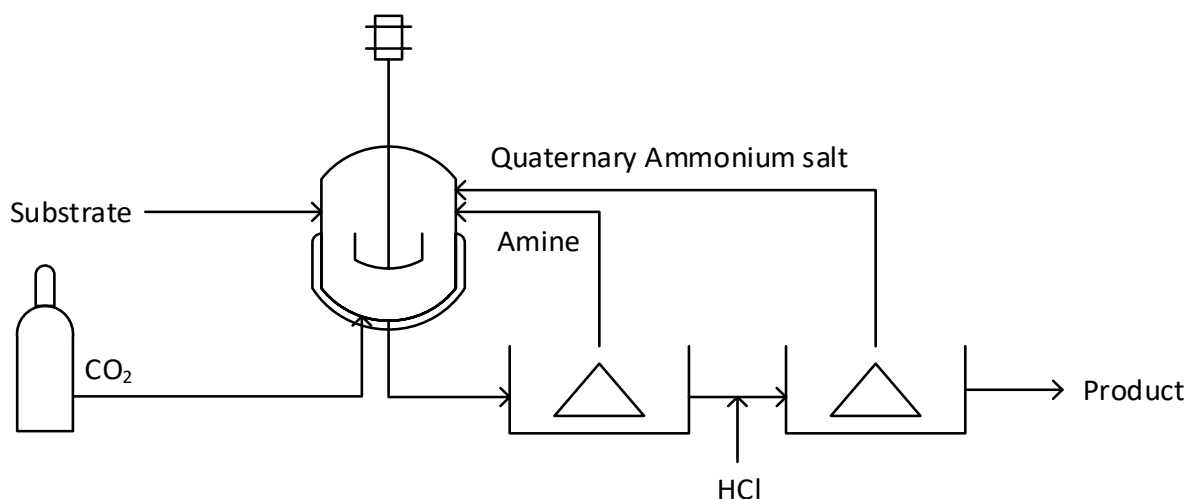 Quaternary Ammonium salt
Substrate
Amine
CO₂
Product
HCl